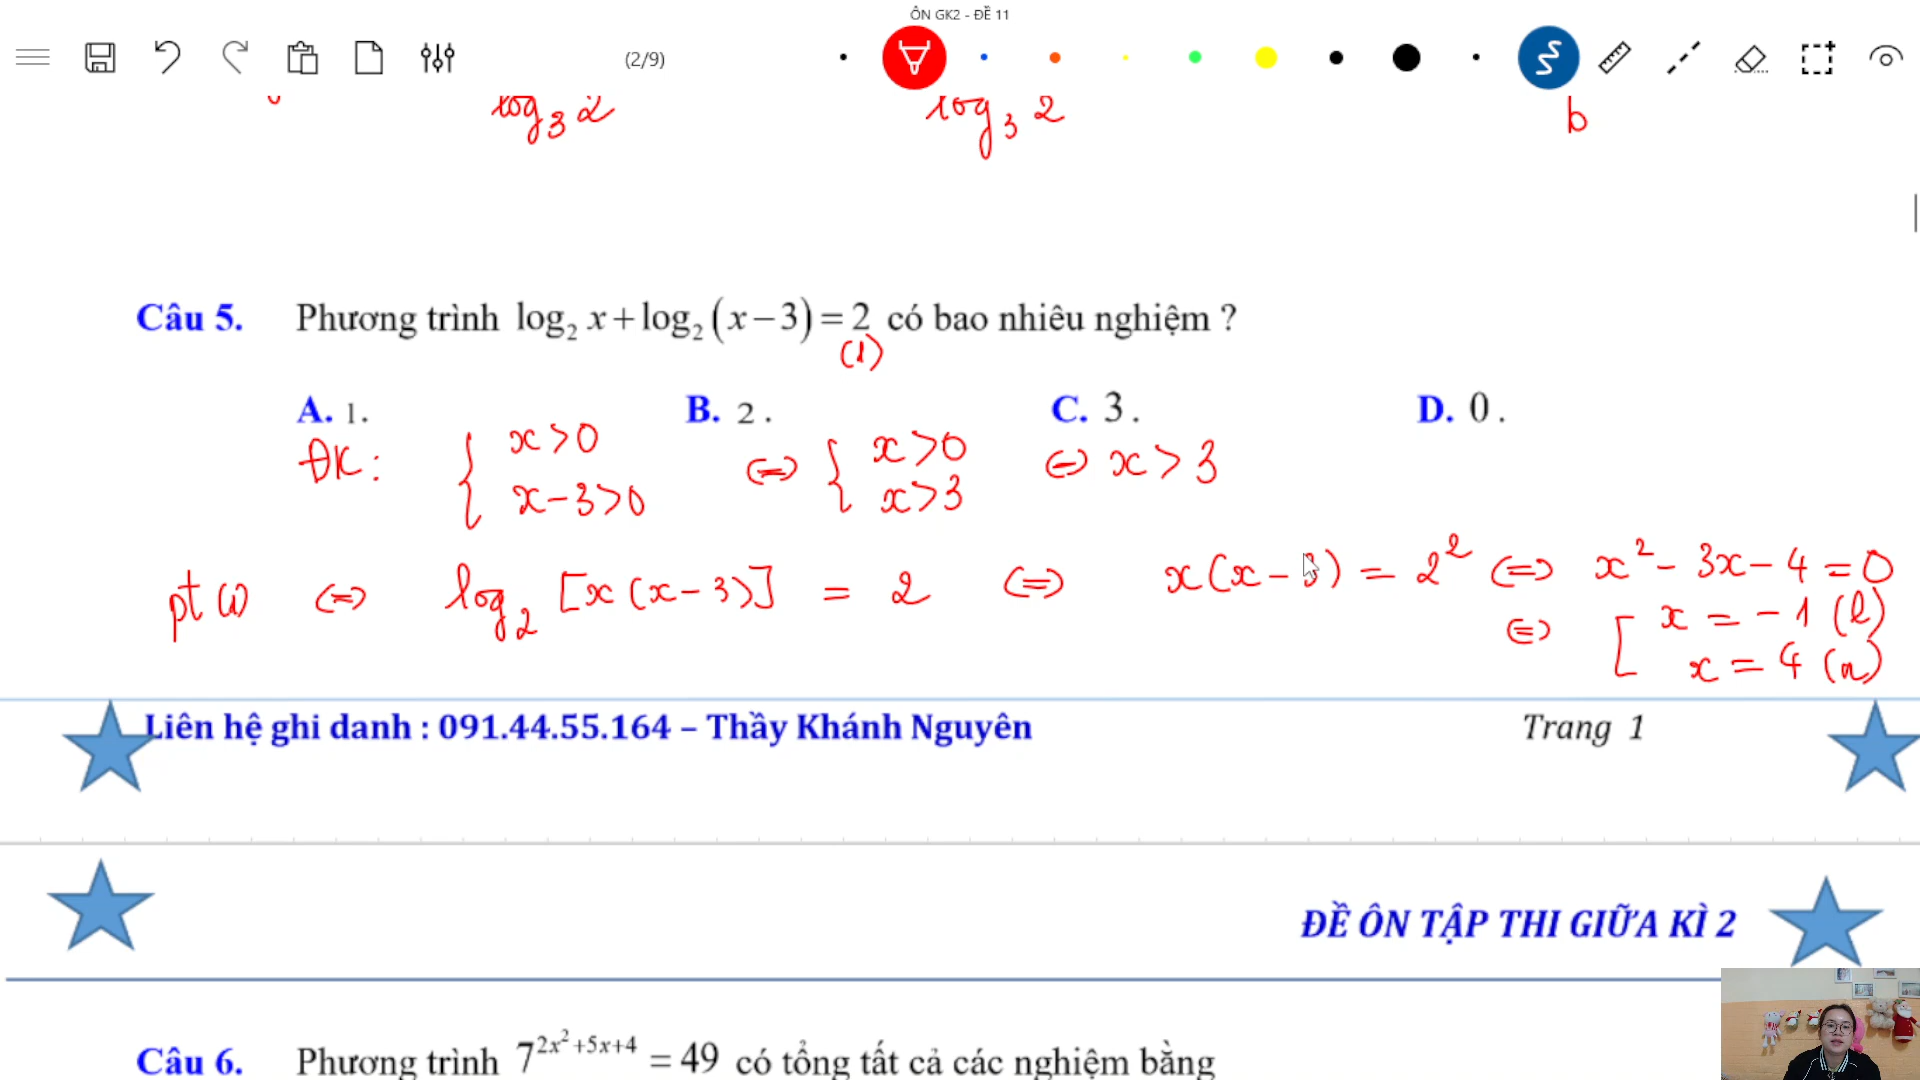 ÔN GK2 - ĐỀ 11
(2/9)
log₃ 2 log₃ 2 b
Câu 5. Phương trình log₂ x + log₂ (x − 3) = 2 có bao nhiêu nghiệm ?
(1)
A. 1. B. 2 . C. 3 . D. 0 .
ĐK : { x > 0 x − 3 > 0 ⇔ { x > 0 x > 3 ⇔ x > 3
pt (1) ⇔ log₂ [x (x − 3)] = 2 ⇔ x (x − 3) = 2² ⇔ x² − 3x − 4 = 0
⇔ [ x = − 1 (l)
x = 4 (n)
Liên hệ ghi danh : 091.44.55.164 – Thầy Khánh Nguyên Trang 1
ĐỀ ÔN TẬP THI GIỮA KÌ 2
Câu 6. Phương trình 7^(2x²+5x+4) = 49 có tổng tất cả các nghiệm bằng